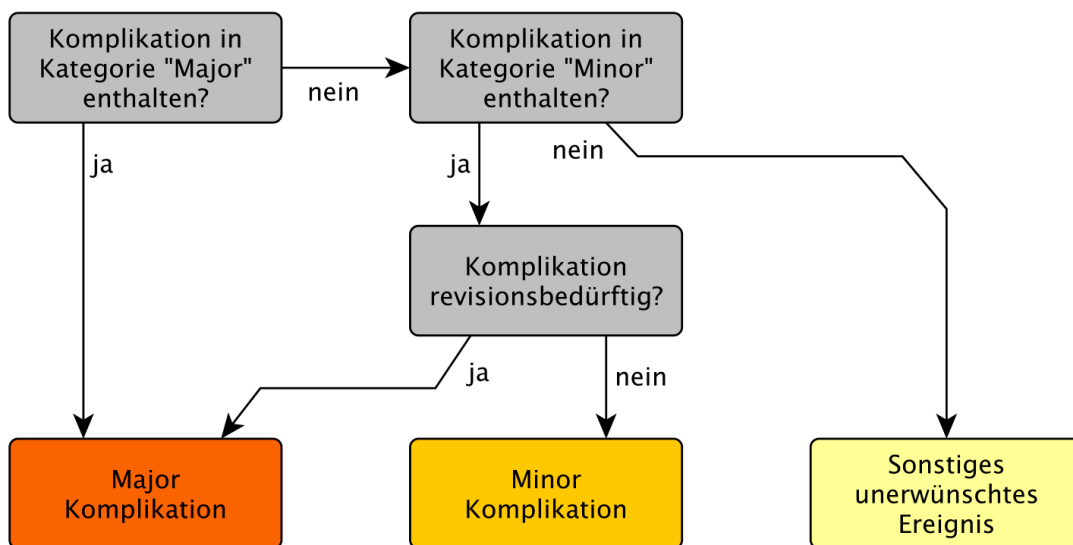 Komplikation in
Kategorie "Major"
enthalten?
nein
Komplikation in
Kategorie "Minor"
enthalten?
ja
ja
nein
Komplikation
revisionsbedürftig?
ja
nein
Major
Komplikation
Minor
Komplikation
Sonstiges
unerwünschtes
Ereignis